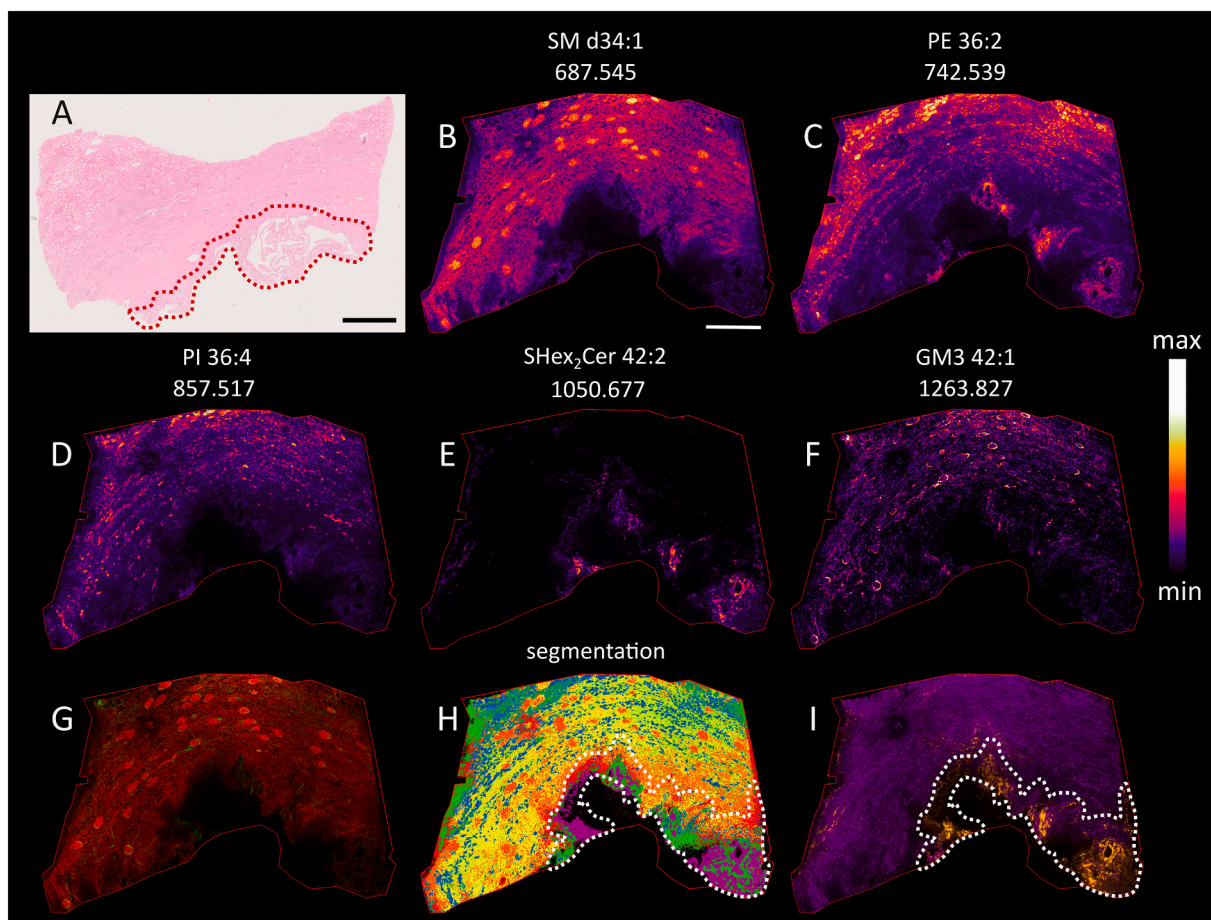 SM d34:1
687.545
PE 36:2
742.539
A
B
C
PI 36:4
857.517
SHex₂Cer 42:2
1050.677
GM3 42:1
1263.827
max
D
E
F
min
segmentation
G
H
I